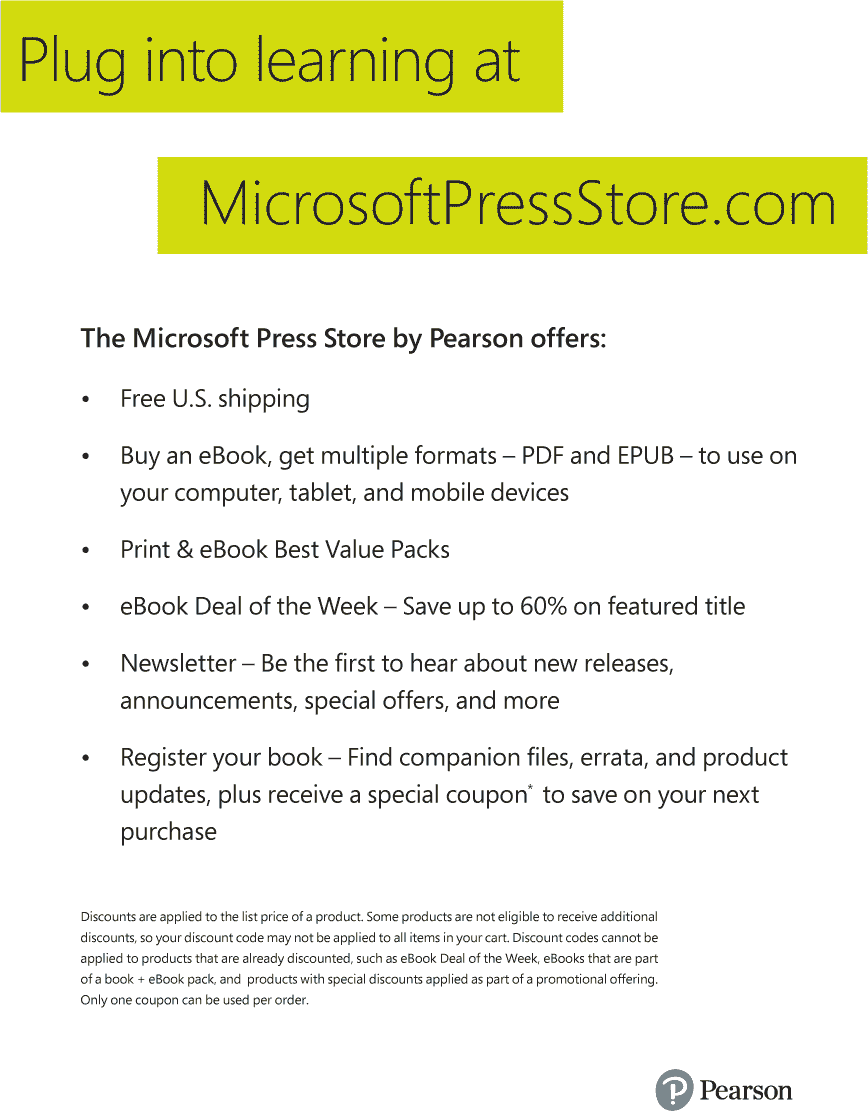 Plug into learning at
MicrosoftPressStore.com
The Microsoft Press Store by Pearson offers:
• Free U.S. shipping
• Buy an eBook, get multiple formats – PDF and EPUB – to use on
your computer, tablet, and mobile devices
• Print & eBook Best Value Packs
• eBook Deal of the Week – Save up to 60% on featured title
• Newsletter – Be the first to hear about new releases,
announcements, special offers, and more
• Register your book – Find companion files, errata, and product
updates, plus receive a special coupon* to save on your next
purchase
Discounts are applied to the list price of a product. Some products are not eligible to receive additional
discounts, so your discount code may not be applied to all items in your cart. Discount codes cannot be
applied to products that are already discounted, such as eBook Deal of the Week, eBooks that are part
of a book + eBook pack, and products with special discounts applied as part of a promotional offering.
Only one coupon can be used per order.
Pearson